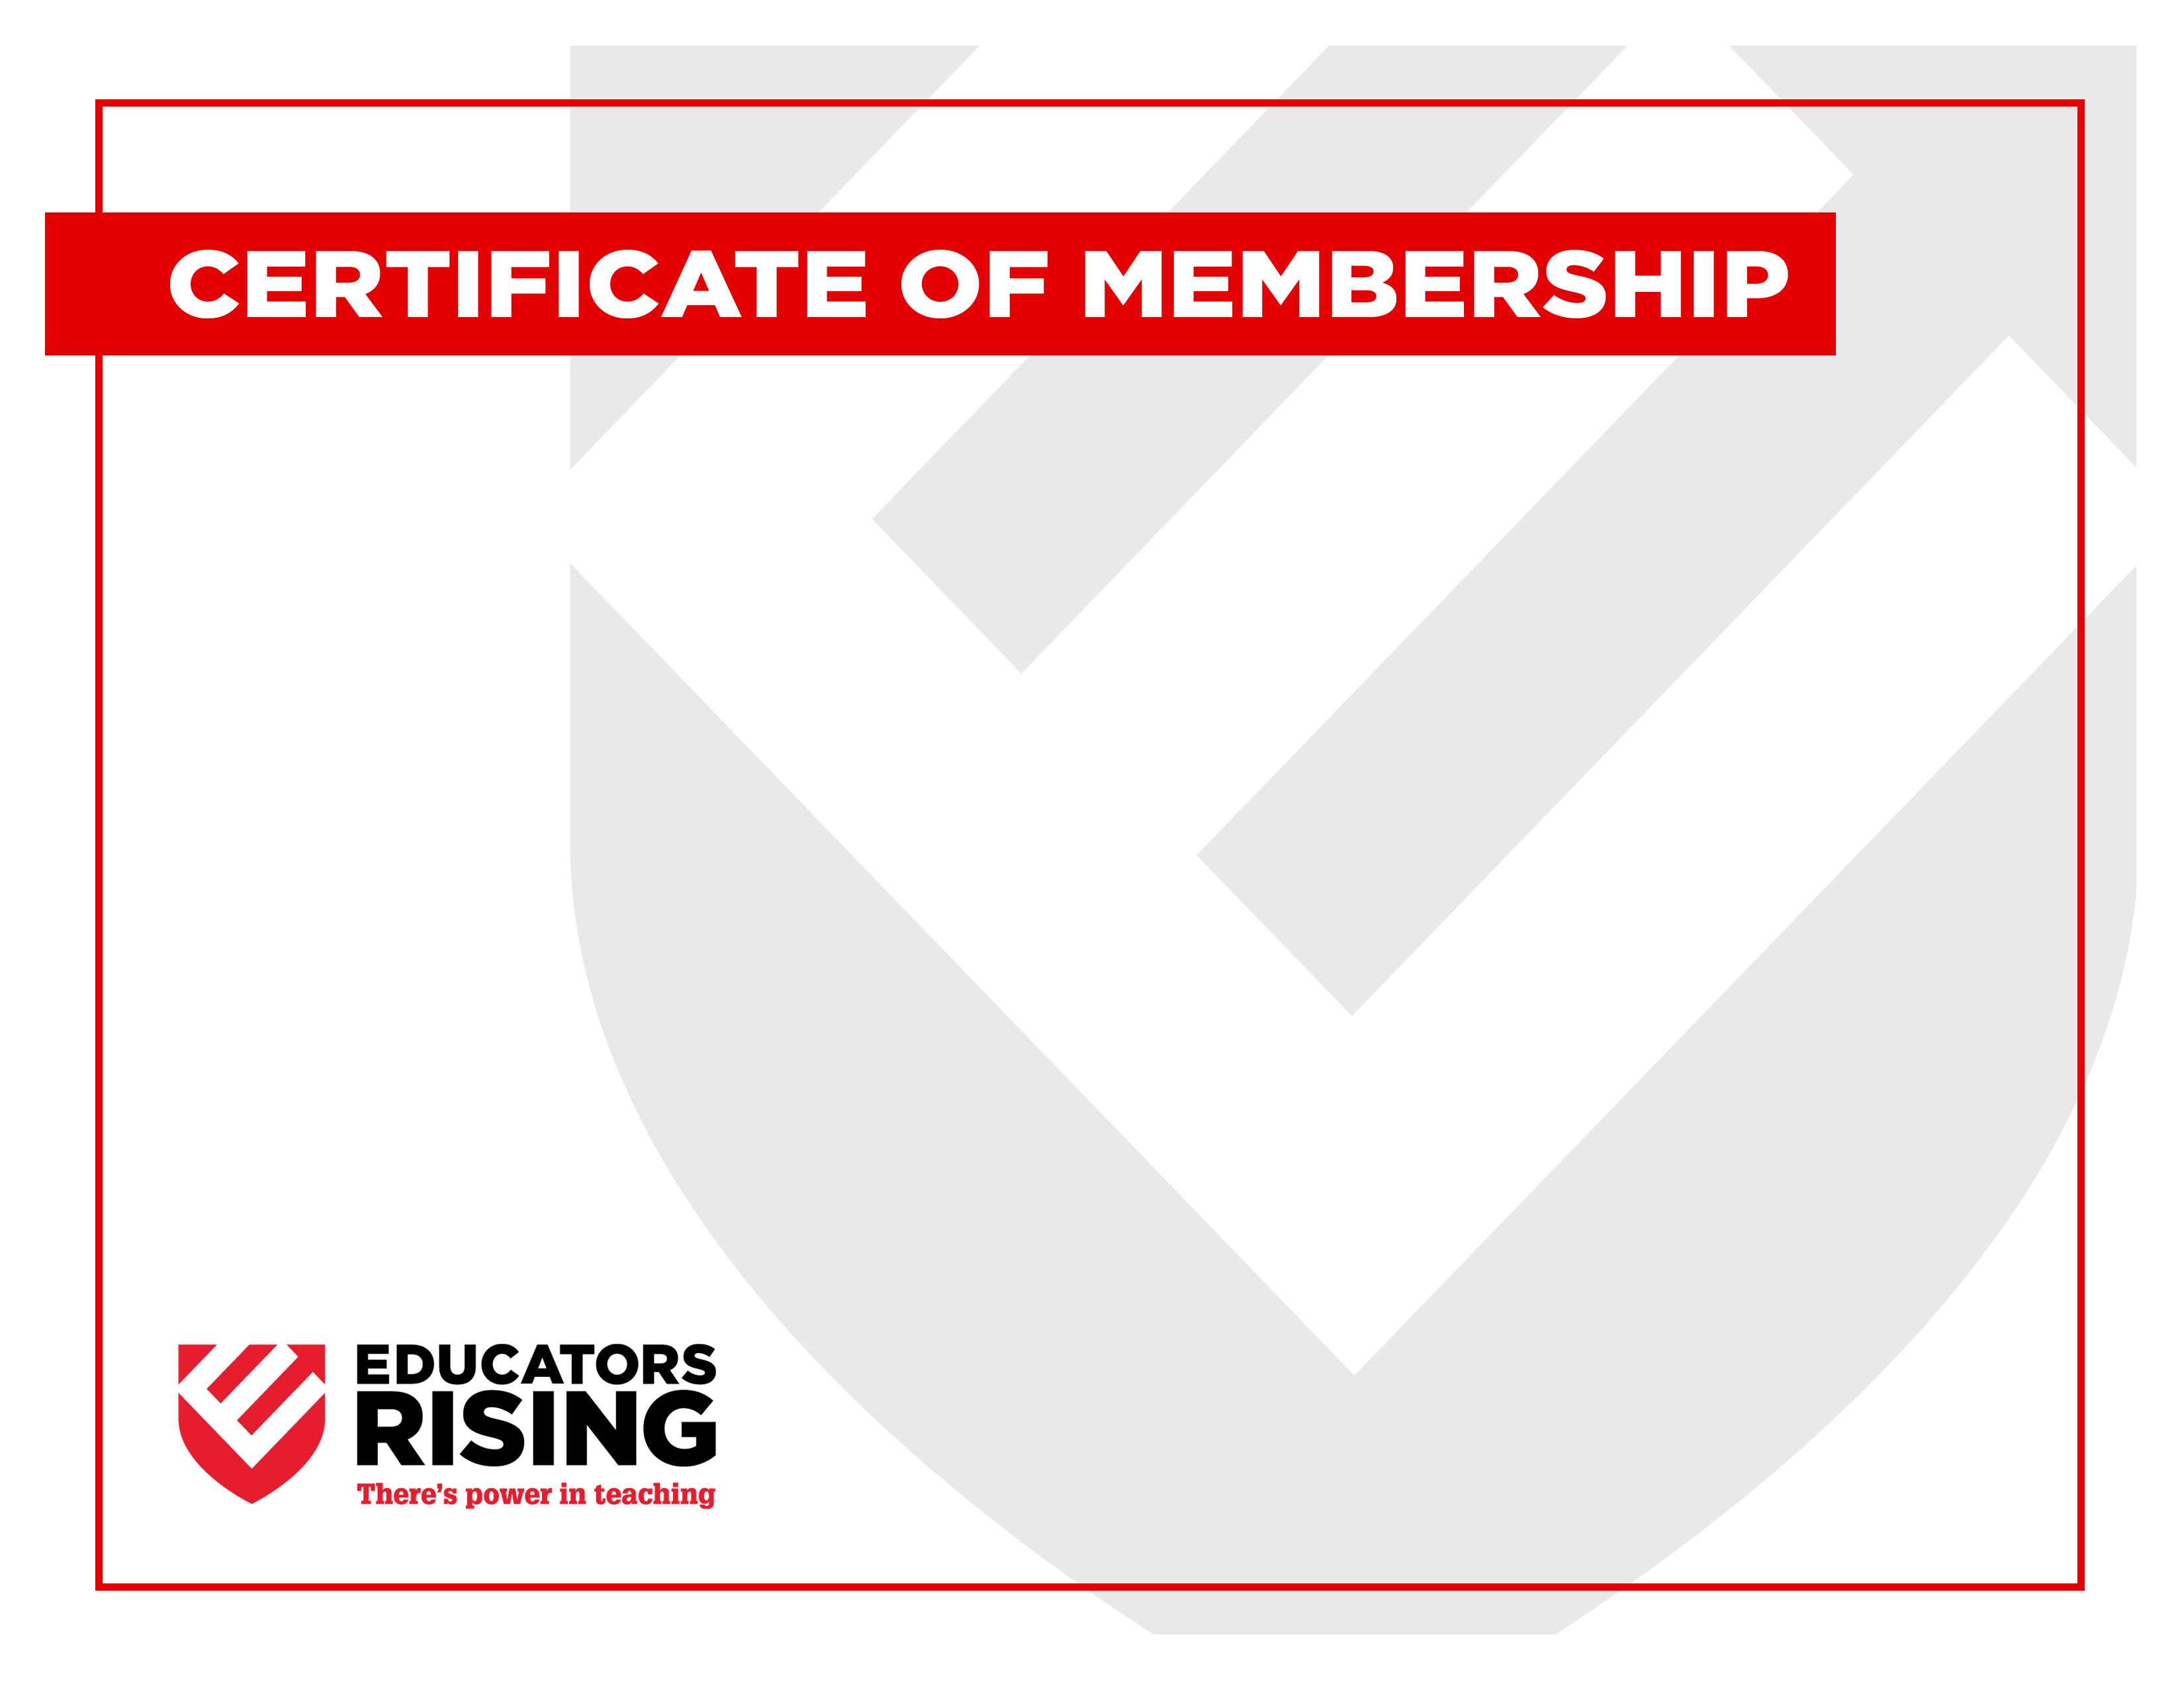 CERTIFICATE OF MEMBERSHIP
EDUCATORS
RISING
There's power in teaching